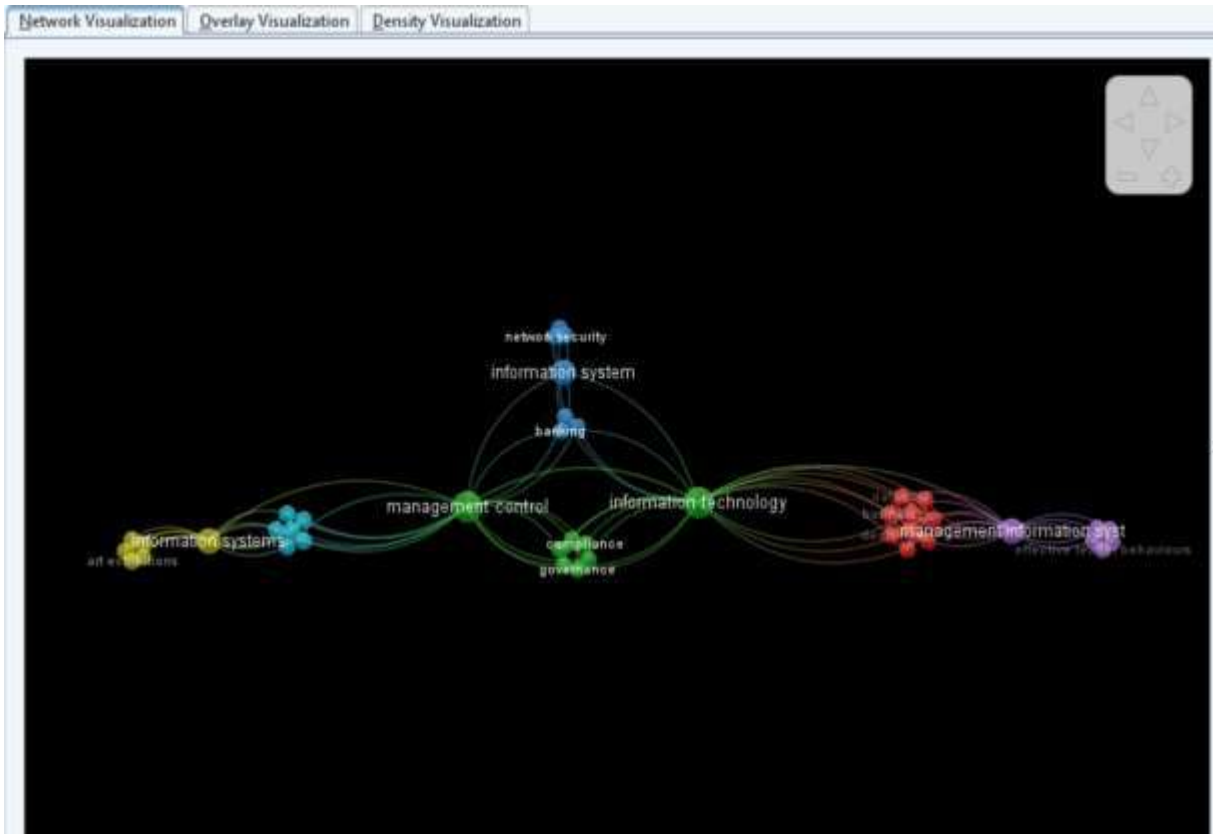 Network Visualization Overlay Visualization Density Visualization
network security
information system
banking
management control
information technology
information systems
management information syst
compliance
governance